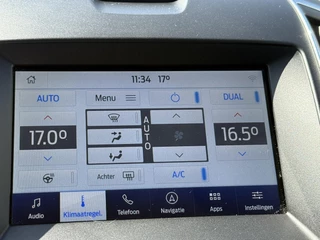 11:34 17°
AUTO Menu DUAL
17.0° AUTO 16.5°
Achter A/C
Audio Klimaatregel. Telefoon Navigatie Apps Instellingen